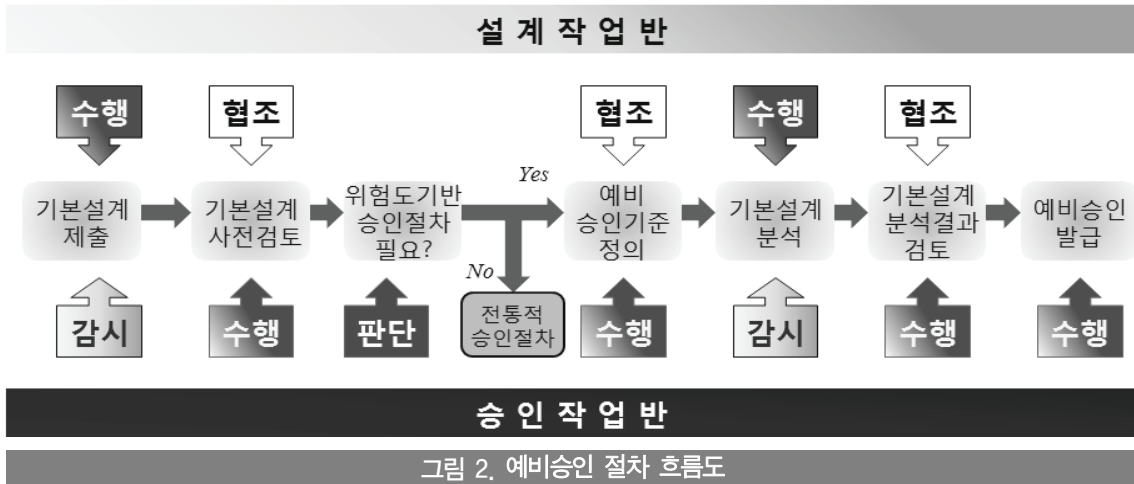 설 계 작 업 반
수행
협조
협조
수행
협조
기본설계
제출
기본설계
사전검토
위험도기반
승인절차
필요?
Yes
No
예비
승인기준
정의
기본설계
분석
기본설계
분석결과
검토
예비승인
발급
전통적
승인절차
감시
수행
판단
수행
감시
수행
수행
승 인 작 업 반
그림 2. 예비승인 절차 흐름도